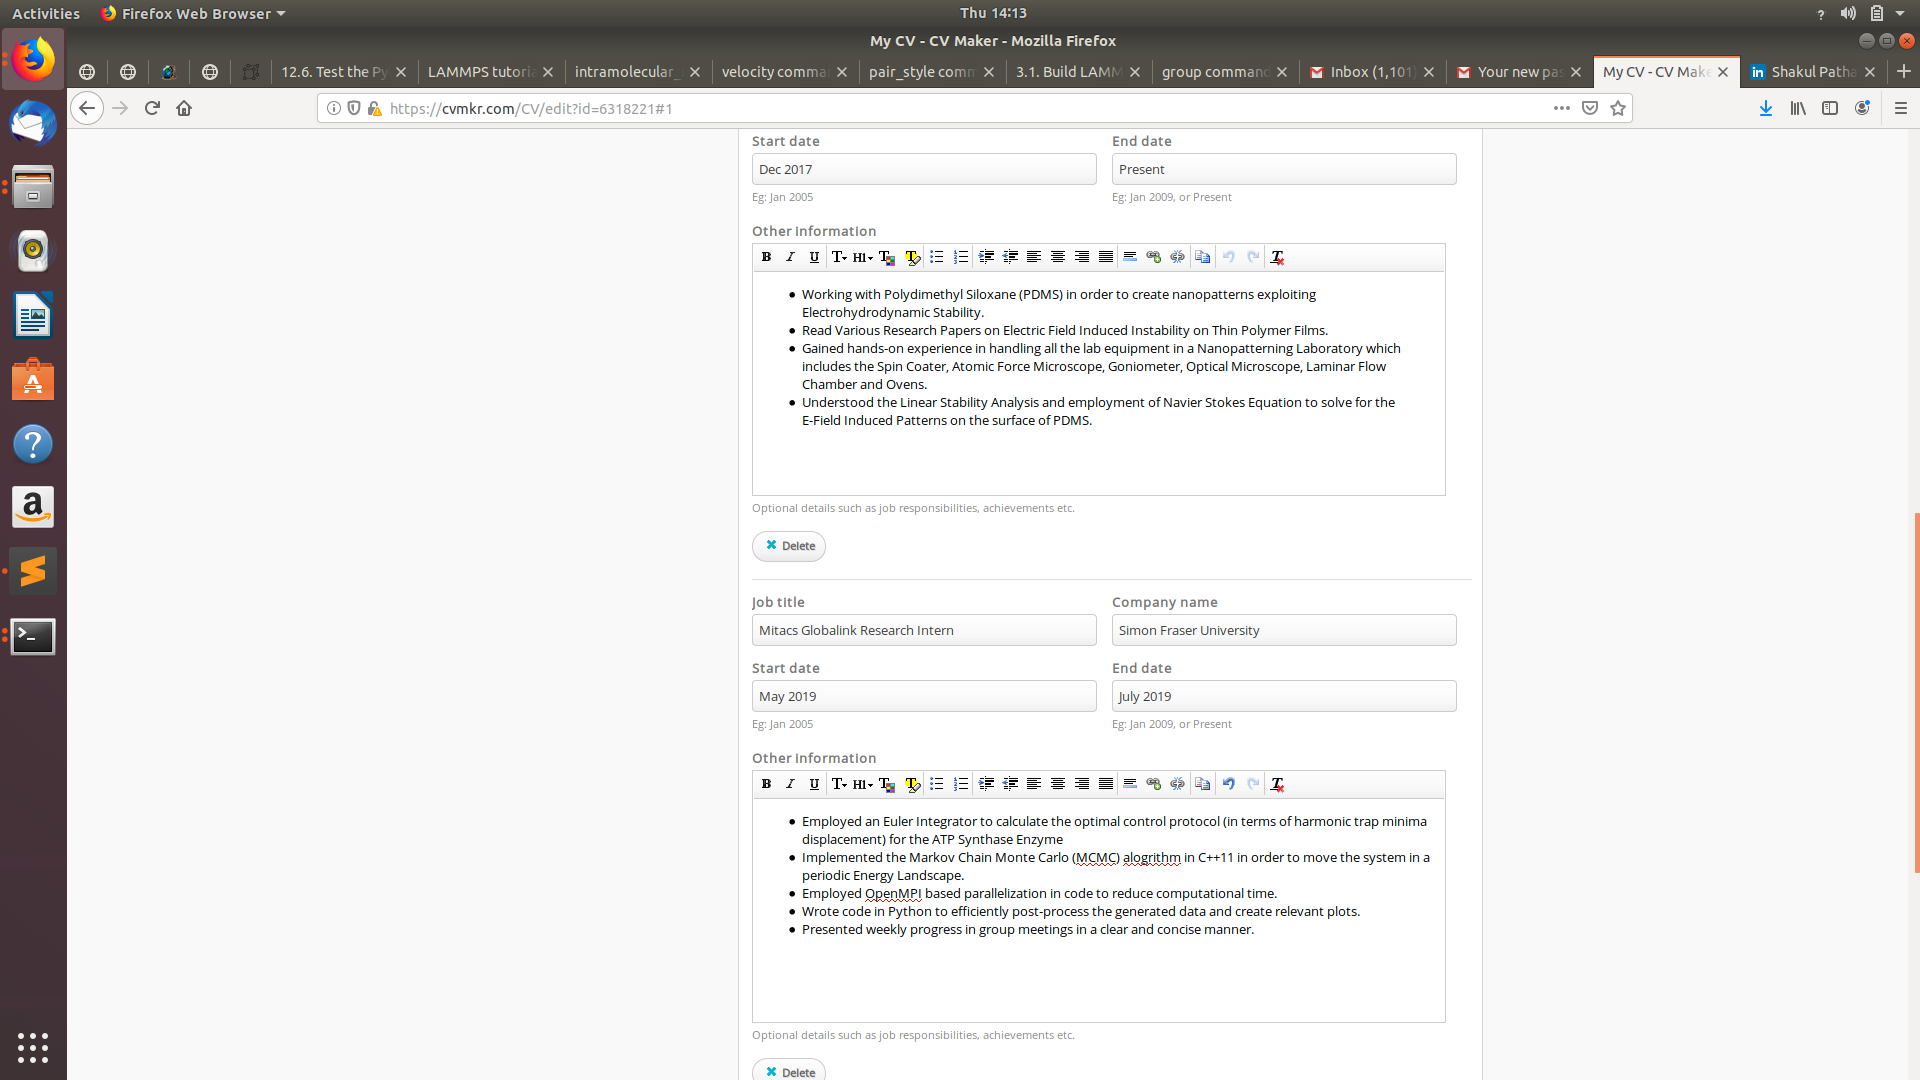 Activities Firefox Web Browser Thu 14:13
My CV - CV Maker - Mozilla Firefox
12.6. Test the Py LAMMPS tutoria intramolecular_ velocity comma pair_style comm 3.1. Build LAMM group command Inbox (1,101) Your new pas My CV - CV Make Shakul Patha
https://cvmkr.com/CV/edit?id=6318221#1
Start date End date
Dec 2017 Present
Eg: Jan 2005 Eg: Jan 2009, or Present
Other information
B I U T H1 T T
• Working with Polydimethyl Siloxane (PDMS) in order to create nanopatterns exploiting
Electrohydrodynamic Stability.
• Read Various Research Papers on Electric Field Induced Instability on Thin Polymer Films.
• Gained hands-on experience in handling all the lab equipment in a Nanopatterning Laboratory which
includes the Spin Coater, Atomic Force Microscope, Goniometer, Optical Microscope, Laminar Flow
Chamber and Ovens.
• Understood the Linear Stability Analysis and employment of Navier Stokes Equation to solve for the
E-Field Induced Patterns on the surface of PDMS.
Optional details such as job responsibilities, achievements etc.
Delete
Job title Company name
Mitacs Globalink Research Intern Simon Fraser University
Start date End date
May 2019 July 2019
Eg: Jan 2005 Eg: Jan 2009, or Present
Other information
B I U T H1 T T
• Employed an Euler Integrator to calculate the optimal control protocol (in terms of harmonic trap minima
displacement) for the ATP Synthase Enzyme
• Implemented the Markov Chain Monte Carlo (MCMC) alogrithm in C++11 in order to move the system in a
periodic Energy Landscape.
• Employed OpenMPI based parallelization in code to reduce computational time.
• Wrote code in Python to efficiently post-process the generated data and create relevant plots.
• Presented weekly progress in group meetings in a clear and concise manner.
Optional details such as job responsibilities, achievements etc.
Delete